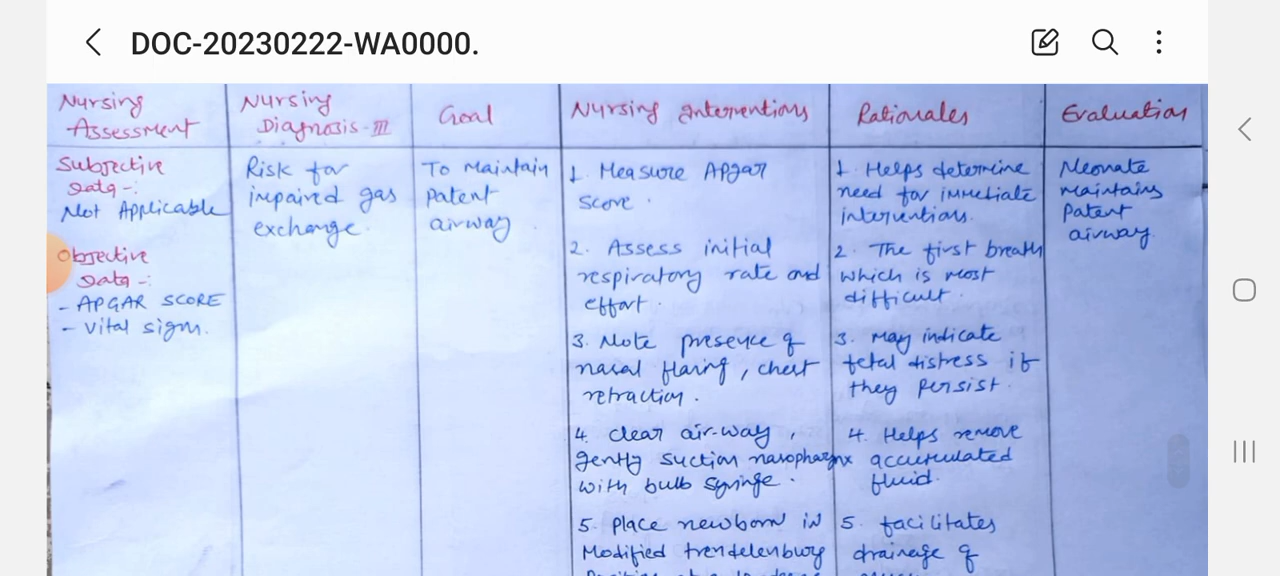 DOC-20230222-WA0000.
Nursing
Assessment
Nursing
Diagnosis-III
Goal
Nursing Interventions
Rationales
Evaluation
Subjective
Data -:
Not Applicable
Objective
Data -:
- APGAR SCORE
- Vital signs.
Risk for
impaired gas
exchange.
To Maintain
Patent
airway
1. Measure APgar
score.
2. Assess initial
respiratory rate and
effort.
3. Note presence of
nasal flaring, chest
retraction.
4. clear air-way,
gently suction nasopharynx
with bulb syringe.
5. Place newborn in
Modified trendelenburg
1. Helps determine
need for immediate
interventions.
2. The first breath
which is most
difficult.
3. May indicate
fetal distress if
they persist.
4. Helps remove
accumulated
fluid.
5. facilitates
drainage of
Neonate
maintains
Patent
airway.